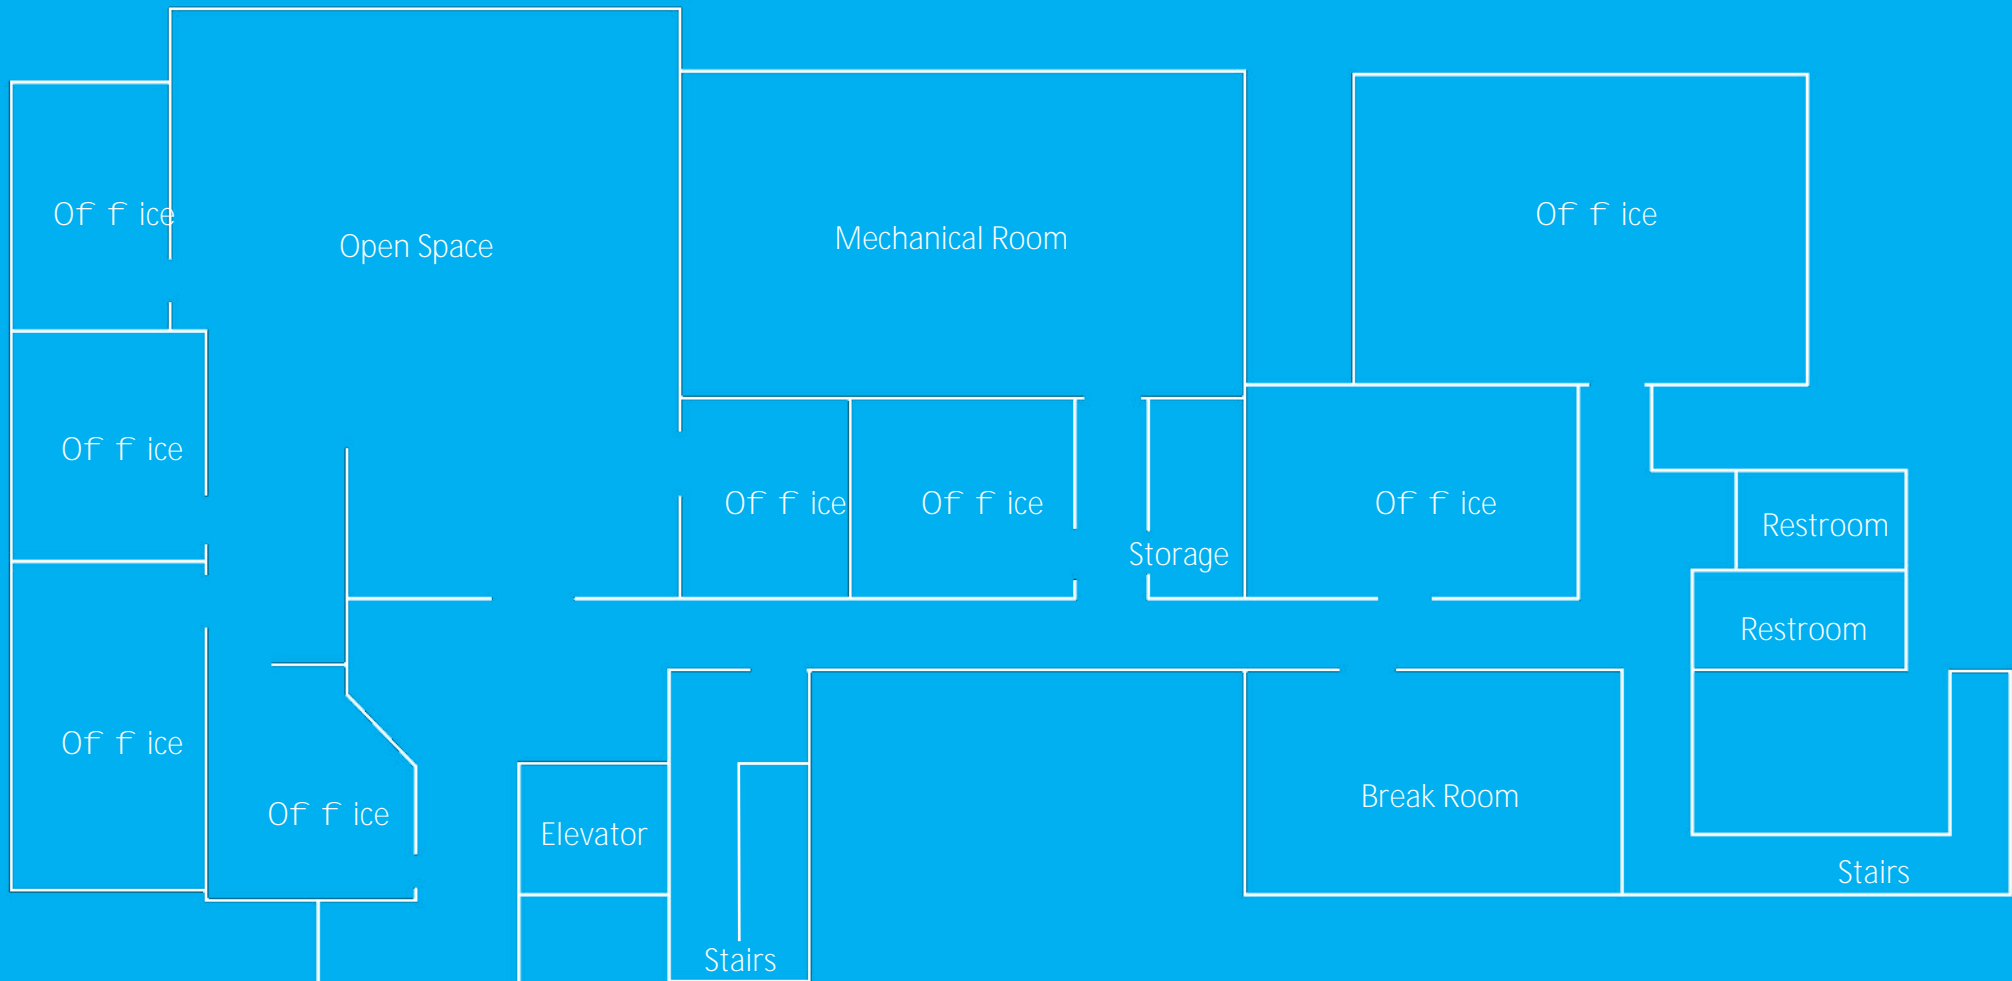 Office
Open Space
Mechanical Room
Office
Office
Office
Office
Office
Storage
Restroom
Restroom
Office
Office
Elevator
Break Room
Stairs
Stairs